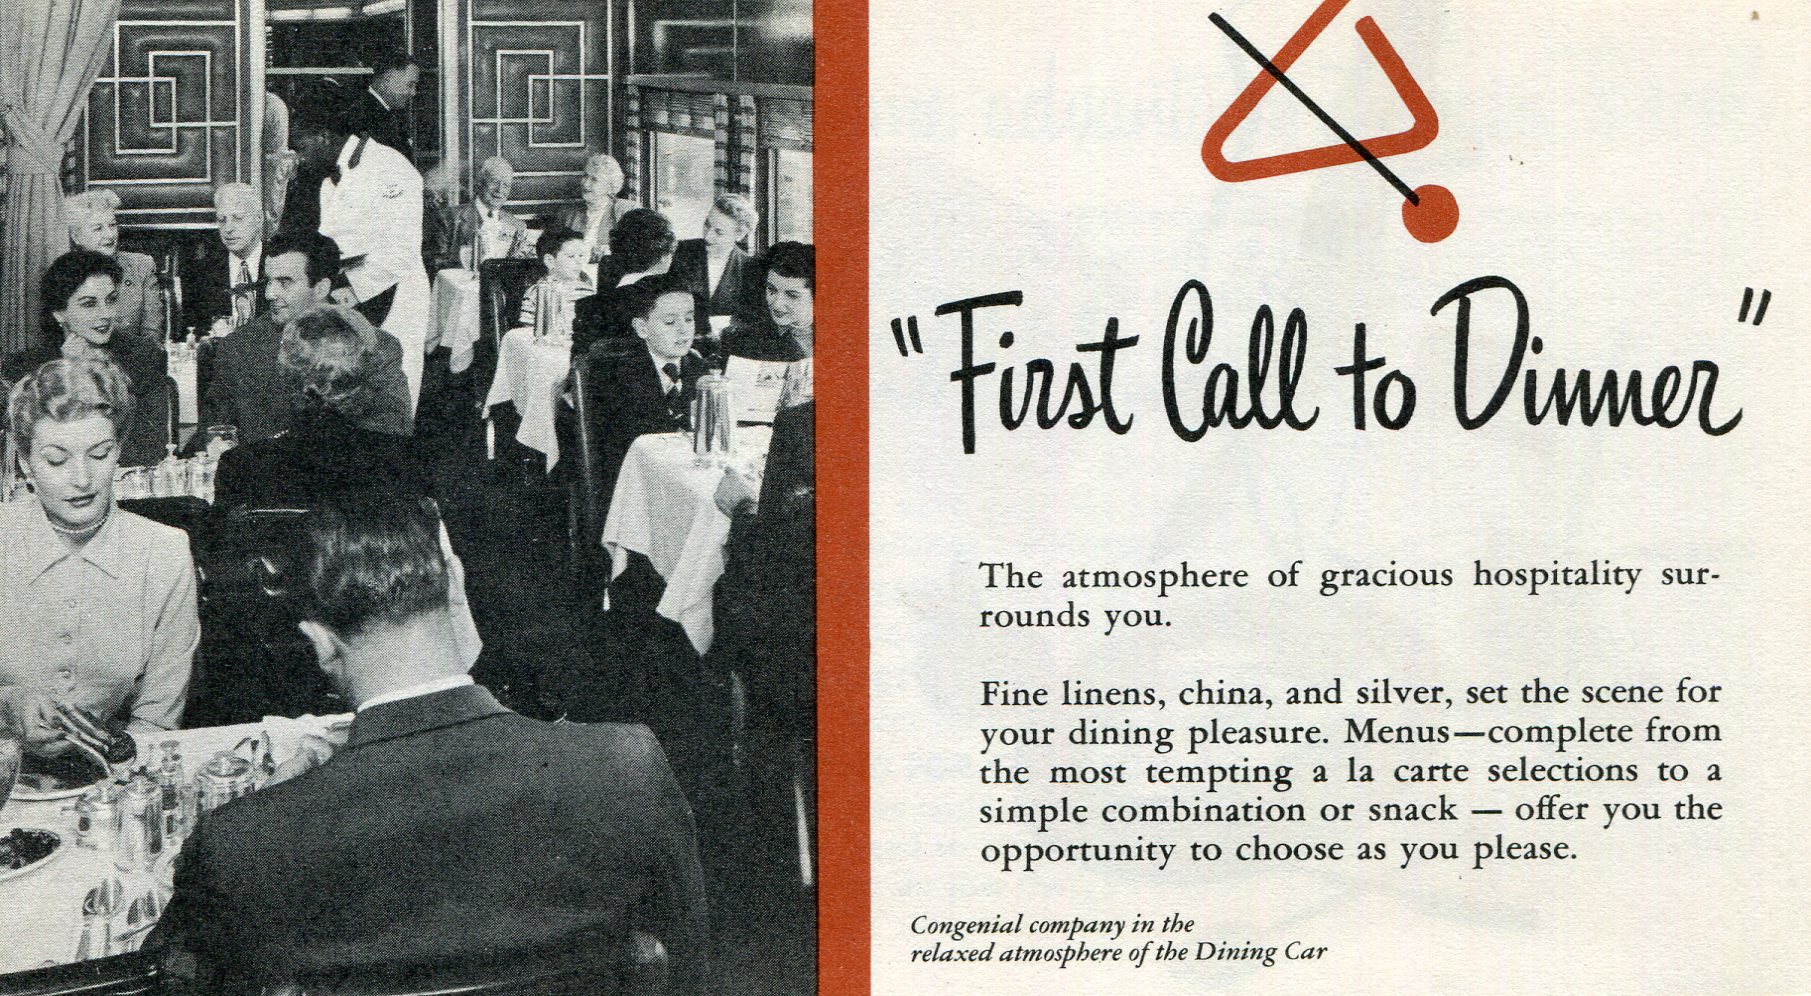 "First Call to Dinner"
The atmosphere of gracious hospitality sur-
rounds you.
Fine linens, china, and silver, set the scene for
your dining pleasure. Menus—complete from
the most tempting a la carte selections to a
simple combination or snack — offer you the
opportunity to choose as you please.
Congenial company in the
relaxed atmosphere of the Dining Car